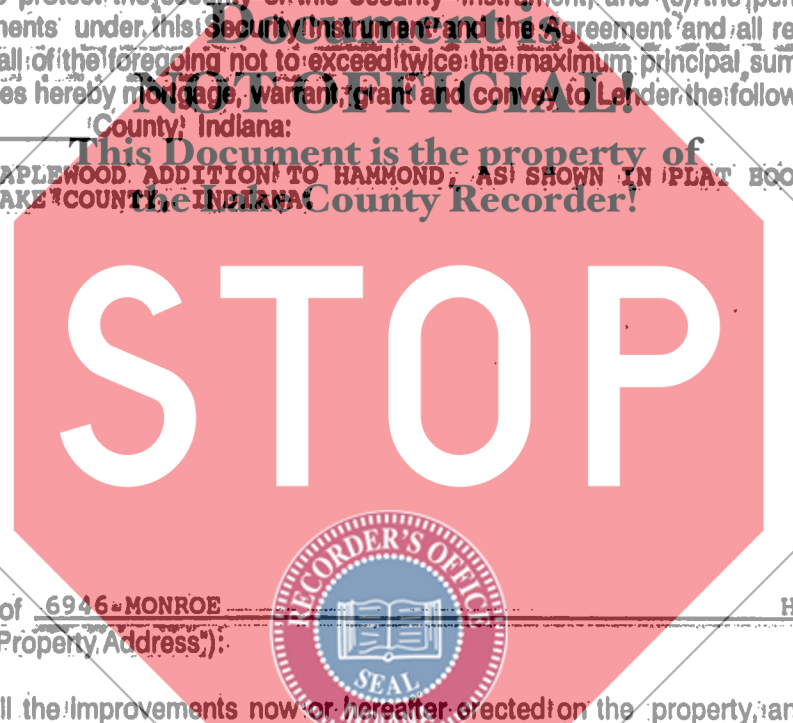 Document is
ments under this Security Instrument and the Agreement and all re
all of the foregoing not to exceed twice the maximum principal sum
es hereby mortgage, warrant, grant and convey to Lender the follow
NOT OFFICIAL!
County, Indiana:
This Document is the property of
APLEWOOD ADDITION TO HAMMOND, AS SHOWN IN PLAT BOO
AKE COUNTY, INDIANA
the Lake County Recorder!
STOP
RECORDER'S OFFICE
SEAL
of 6946 MONROE H
Property Address"):
ll the improvements now or hereafter erected on the property, an